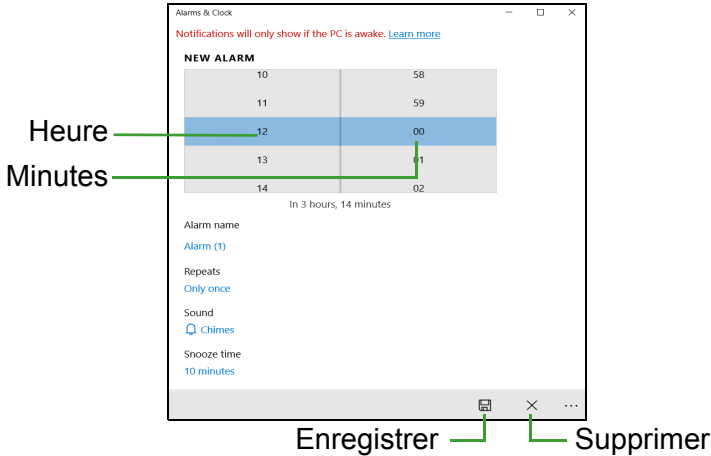 Alarms & Clock
Notifications will only show if the PC is awake. Learn more
NEW ALARM
10 58
11 59
Heure 12 00
13 01
Minutes
14 02
In 3 hours, 14 minutes
Alarm name
Alarm (1)
Repeats
Only once
Sound
Chimes
Snooze time
10 minutes
Enregistrer Supprimer